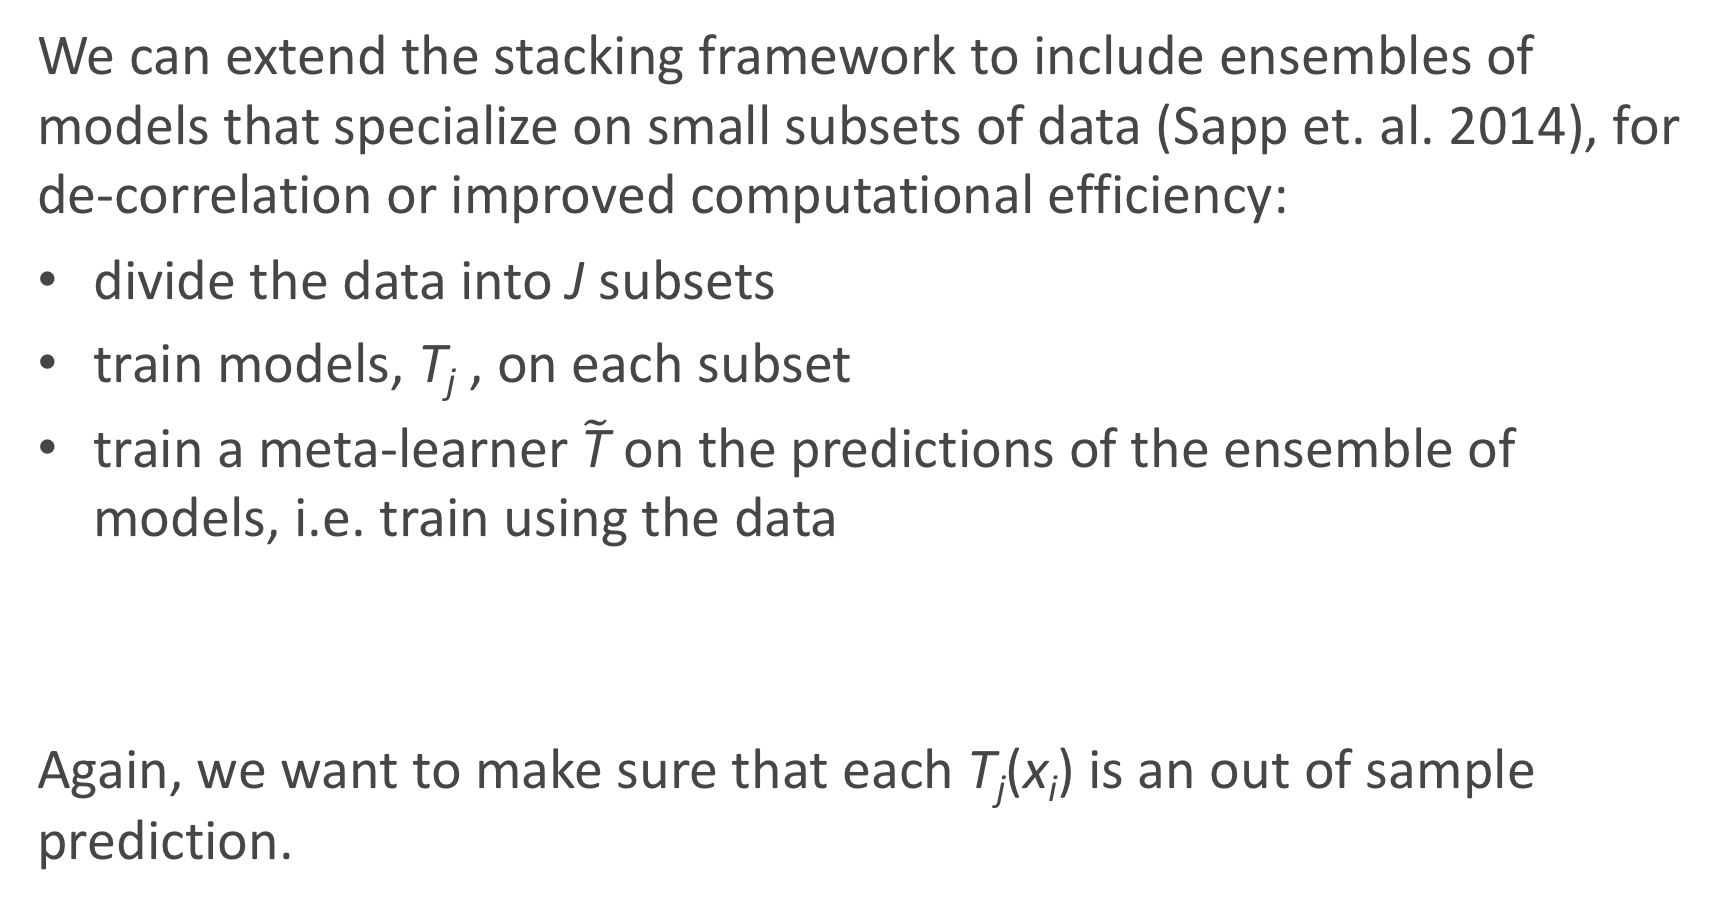 We can extend the stacking framework to include ensembles of
models that specialize on small subsets of data (Sapp et. al. 2014), for
de-correlation or improved computational efficiency:
• divide the data into J subsets
• train models, Tj , on each subset
• train a meta-learner T̃ on the predictions of the ensemble of
models, i.e. train using the data
Again, we want to make sure that each Tj(xi) is an out of sample
prediction.